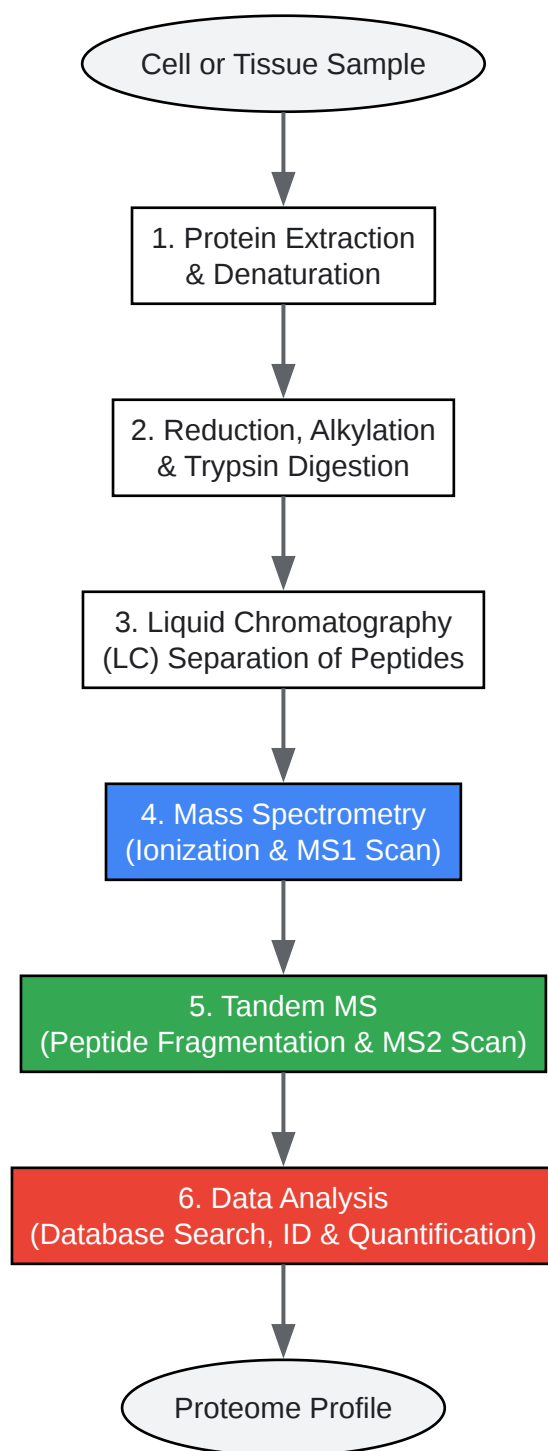 Cell or Tissue Sample
1. Protein Extraction
& Denaturation
2. Reduction, Alkylation
& Trypsin Digestion
3. Liquid Chromatography
(LC) Separation of Peptides
4. Mass Spectrometry
(Ionization & MS1 Scan)
5. Tandem MS
(Peptide Fragmentation & MS2 Scan)
6. Data Analysis
(Database Search, ID & Quantification)
Proteome Profile